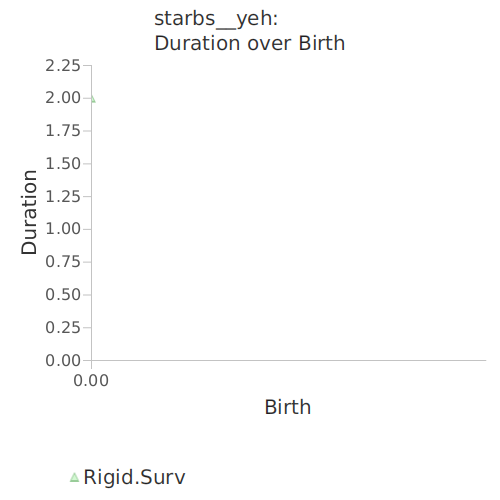 starbs__yeh:
Duration over Birth
2.25
2.00
1.75
1.50
1.25
1.00
0.75
0.50
0.25
0.00
Duration
0.00
Birth
Rigid.Surv